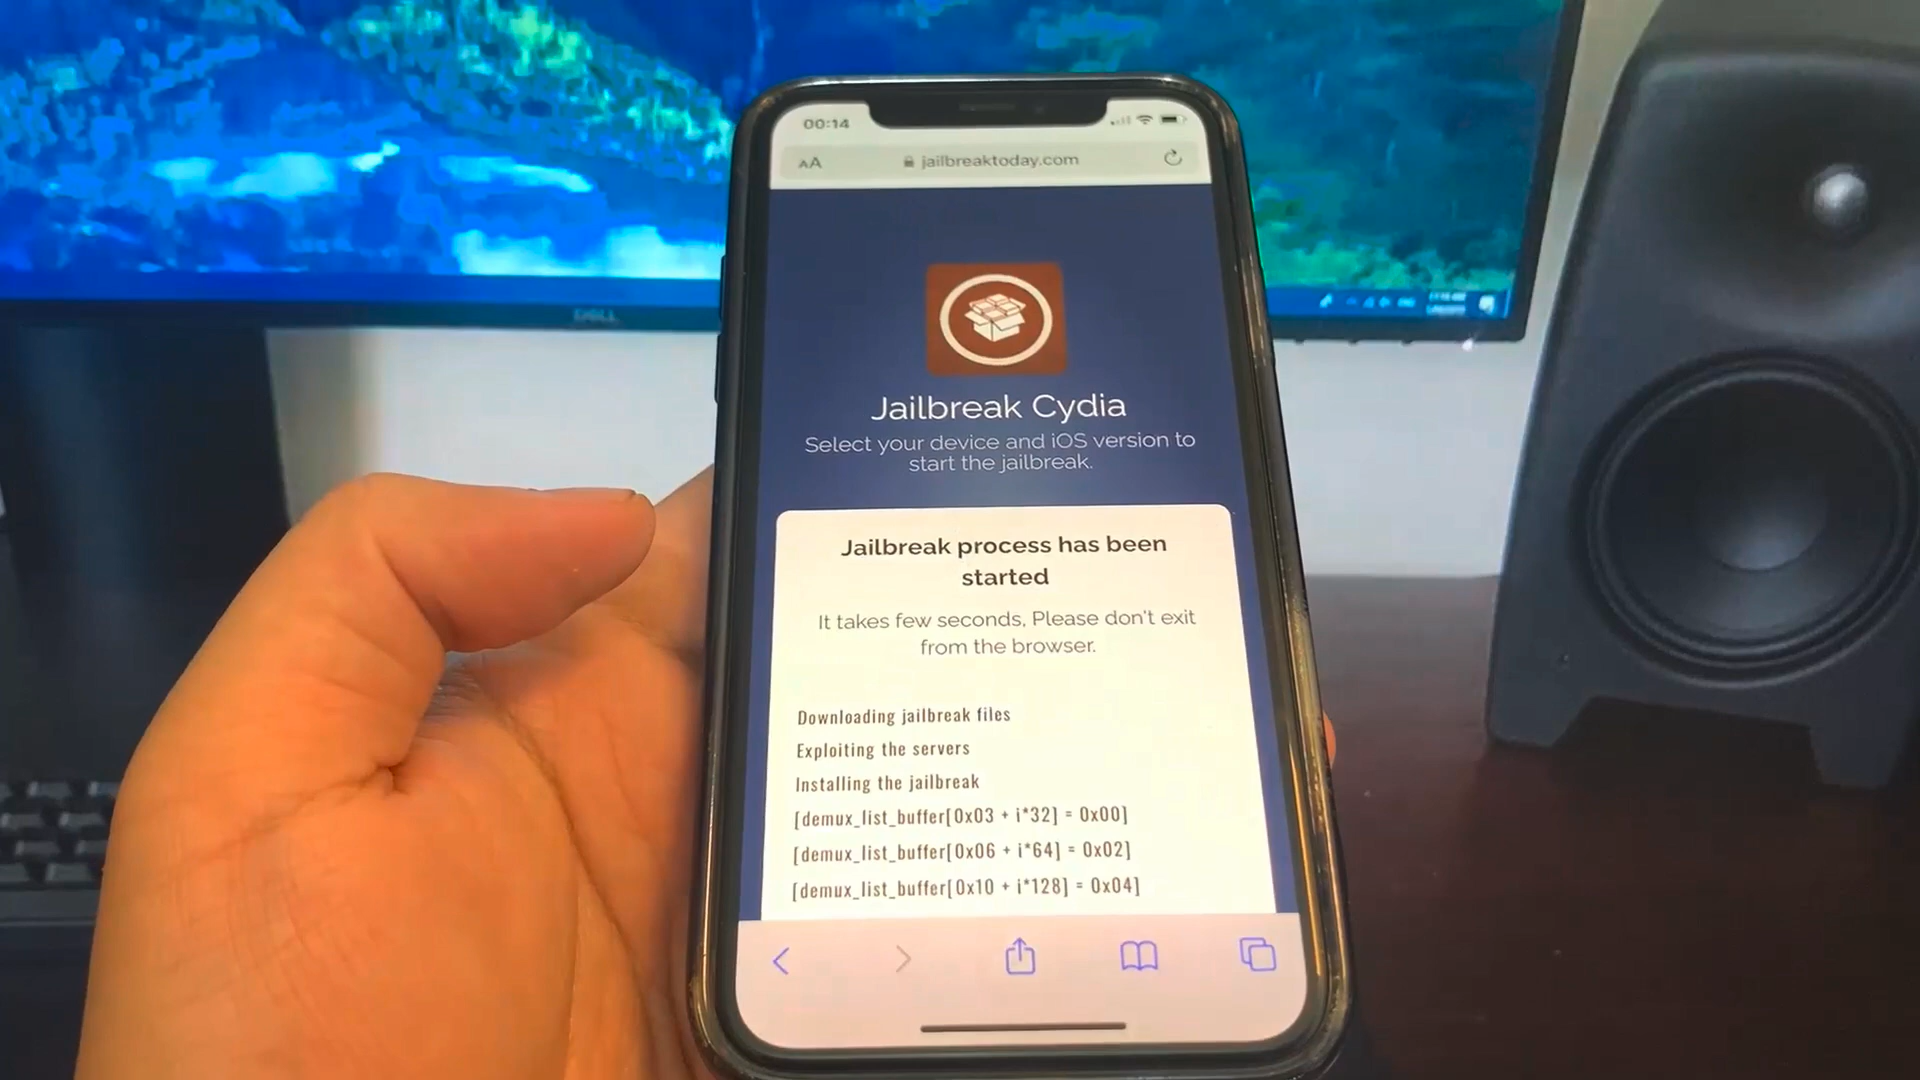 DELL
00:14
AA jailbreaktoday.com
Jailbreak Cydia
Select your device and iOS version to
start the jailbreak.
Jailbreak process has been
started
It takes few seconds, Please don't exit
from the browser.
Downloading jailbreak files
Exploiting the servers
Installing the jailbreak
[demux_list_buffer[0x03 + i*32] = 0x00]
[demux_list_buffer[0x06 + i*64] = 0x02]
[demux_list_buffer[0x10 + i*128] = 0x04]